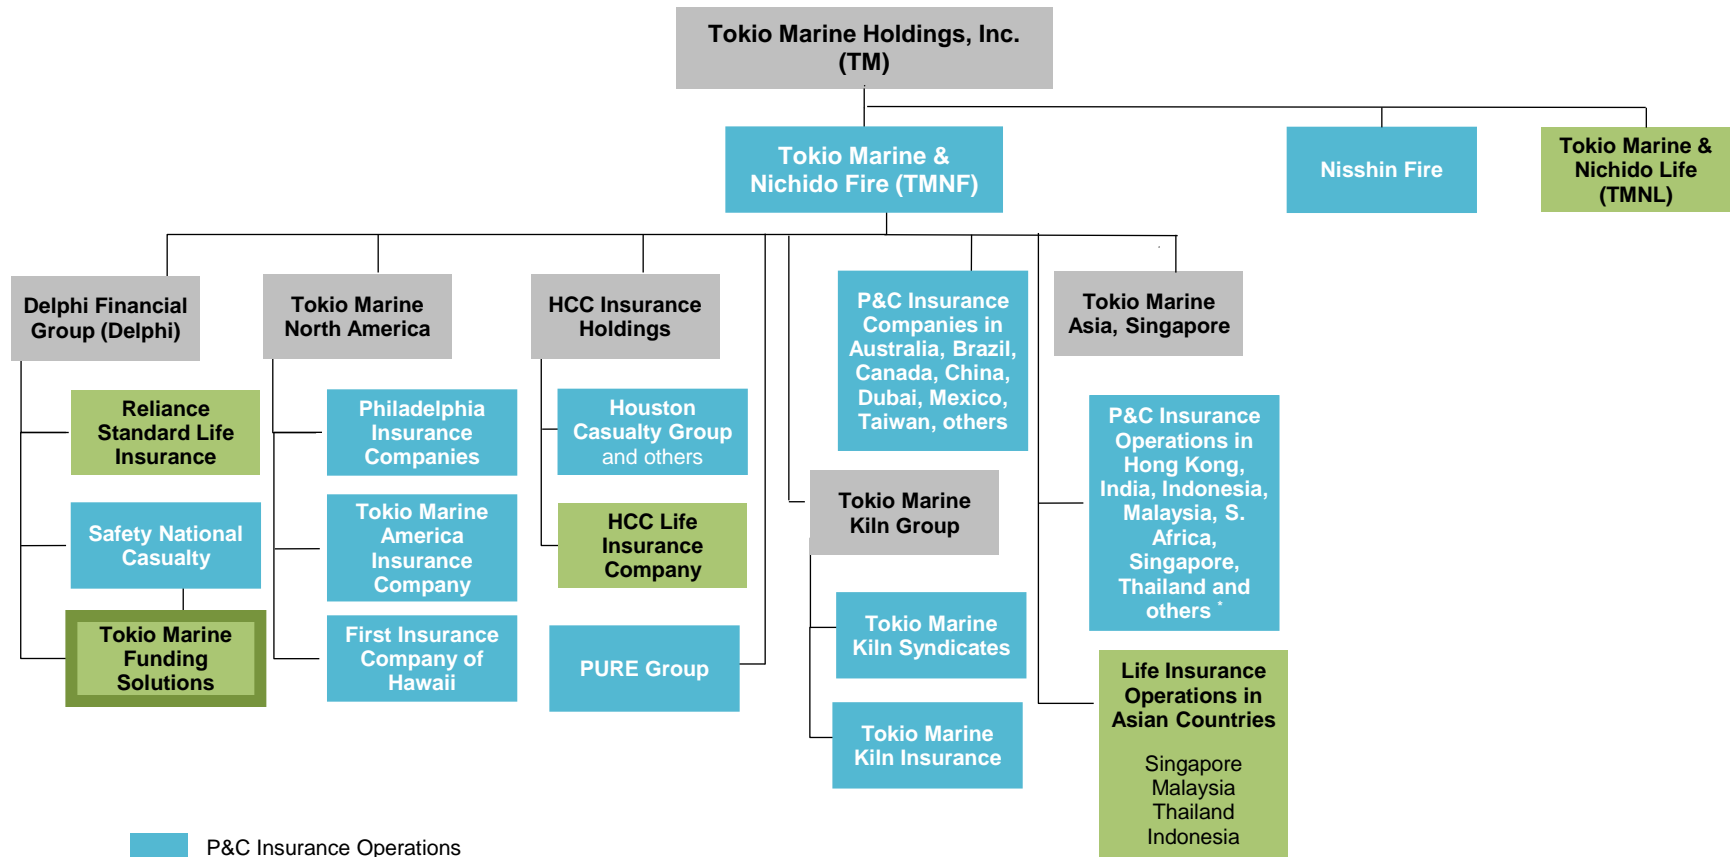 Tokio Marine Holdings, Inc.
(TM)
Tokio Marine &
Nichido Fire (TMNF)
Nisshin Fire
Tokio Marine &
Nichido Life
(TMNL)
Delphi Financial
Group (Delphi)
Tokio Marine
North America
HCC Insurance
Holdings
P&C Insurance
Companies in
Australia, Brazil,
Canada, China,
Dubai, Mexico,
Taiwan, others
Tokio Marine
Asia, Singapore
Reliance
Standard Life
Insurance
Philadelphia
Insurance
Companies
Houston
Casualty Group
and others
P&C Insurance
Operations in
Hong Kong,
India, Indonesia,
Malaysia, S.
Africa,
Singapore,
Thailand and
others *
Tokio Marine
Kiln Group
Safety National
Casualty
Tokio Marine
America
Insurance
Company
HCC Life
Insurance
Company
Tokio Marine
Funding
Solutions
First Insurance
Company of
Hawaii
PURE Group
Tokio Marine
Kiln Syndicates
Tokio Marine
Kiln Insurance
Life Insurance
Operations in
Asian Countries
Singapore
Malaysia
Thailand
Indonesia
P&C Insurance Operations